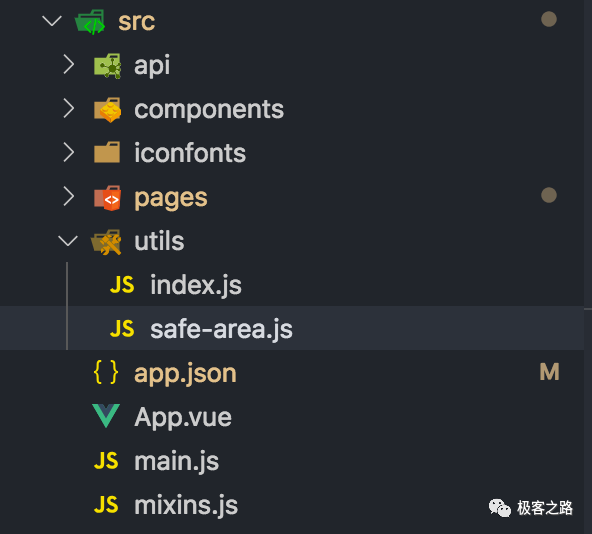 src
api
components
iconfonts
pages
utils
JS index.js
JS safe-area.js
{ } app.json M
App.vue
JS main.js
JS mixins.js
极客之路